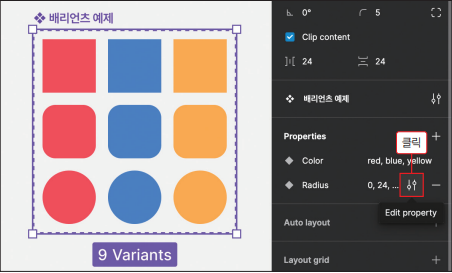 배리언츠 예제
9 Variants
0°
5
Clip content
24
24
배리언츠 예제
Properties
클릭
Color
red, blue, yellow
Radius
0, 24, ...
Edit property
Auto layout
Layout grid